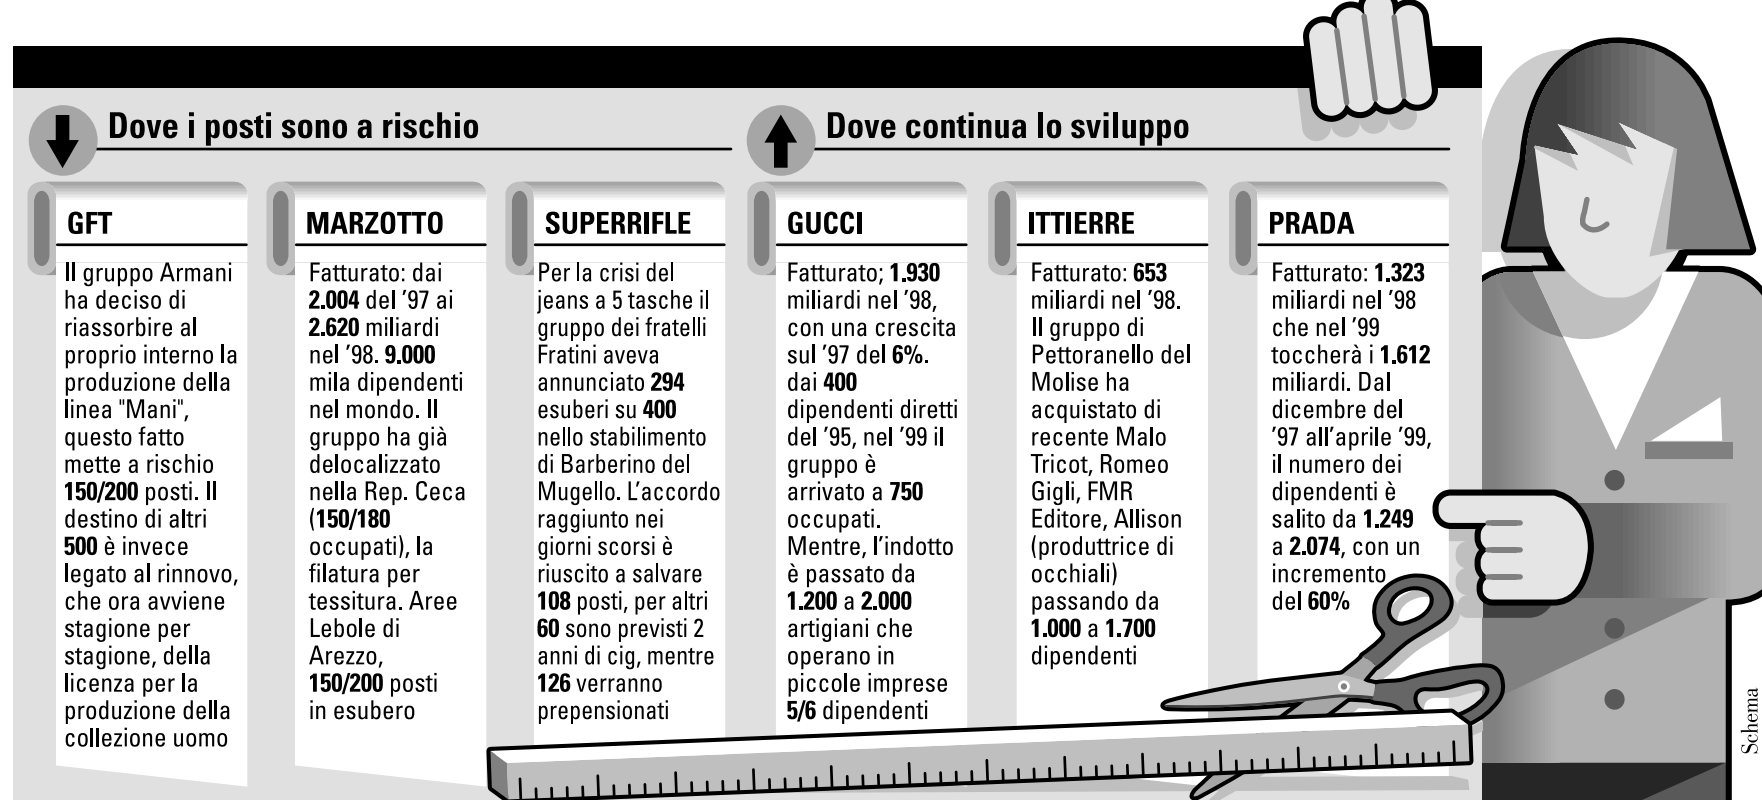 Dove i posti sono a rischio
GFT
Il gruppo Armani
ha deciso di
riassorbire al
proprio interno la
produzione della
linea "Mani",
questo fatto
mette a rischio
150/200 posti. Il
destino di altri
500 è invece
legato al rinnovo,
che ora avviene
stagione per
stagione, della
licenza per la
produzione della
collezione uomo
MARZOTTO
Fatturato: dai
2.004 del '97 ai
2.620 miliardi
nel '98. 9.000
mila dipendenti
nel mondo. Il
gruppo ha già
delocalizzato
nella Rep. Ceca
(150/180
occupati), la
filatura per
tessitura. Aree
Lebole di
Arezzo,
150/200 posti
in esubero
SUPERRIFLE
Per la crisi del
jeans a 5 tasche il
gruppo dei fratelli
Fratini aveva
annunciato 294
esuberi su 400
nello stabilimento
di Barberino del
Mugello. L'accordo
raggiunto nei
giorni scorsi è
riuscito a salvare
108 posti, per altri
60 sono previsti 2
anni di cig, mentre
126 verranno
prepensionati
Dove continua lo sviluppo
GUCCI
Fatturato; 1.930
miliardi nel '98,
con una crescita
sul '97 del 6%.
dai 400
dipendenti diretti
del '95, nel '99 il
gruppo è
arrivato a 750
occupati.
Mentre, l'indotto
è passato da
1.200 a 2.000
artigiani che
operano in
piccole imprese
5/6 dipendenti
ITTIERRE
Fatturato: 653
miliardi nel '98.
Il gruppo di
Pettoranello del
Molise ha
acquistato di
recente Malo
Tricot, Romeo
Gigli, FMR
Editore, Allison
(produttrice di
occhiali)
passando da
1.000 a 1.700
dipendenti
PRADA
Fatturato: 1.323
miliardi nel '98
che nel '99
toccherà i 1.612
miliardi. Dal
dicembre del
'97 all'aprile '99,
il numero dei
dipendenti è
salito da 1.249
a 2.074, con un
incremento
del 60%
Schema